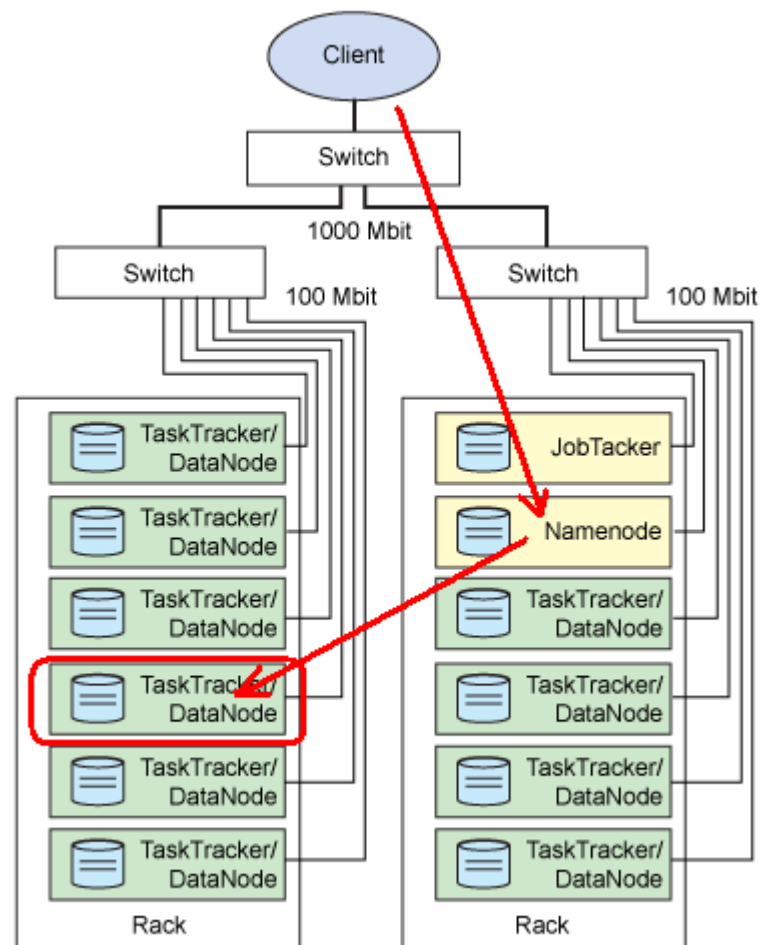 Client
Switch
1000 Mbit
Switch
100 Mbit
Switch
100 Mbit
TaskTracker/
DataNode
TaskTracker/
DataNode
TaskTracker/
DataNode
TaskTracker/
DataNode
TaskTracker/
DataNode
TaskTracker/
DataNode
Rack
JobTacker
Namenode
TaskTracker/
DataNode
TaskTracker/
DataNode
TaskTracker/
DataNode
TaskTracker/
DataNode
Rack